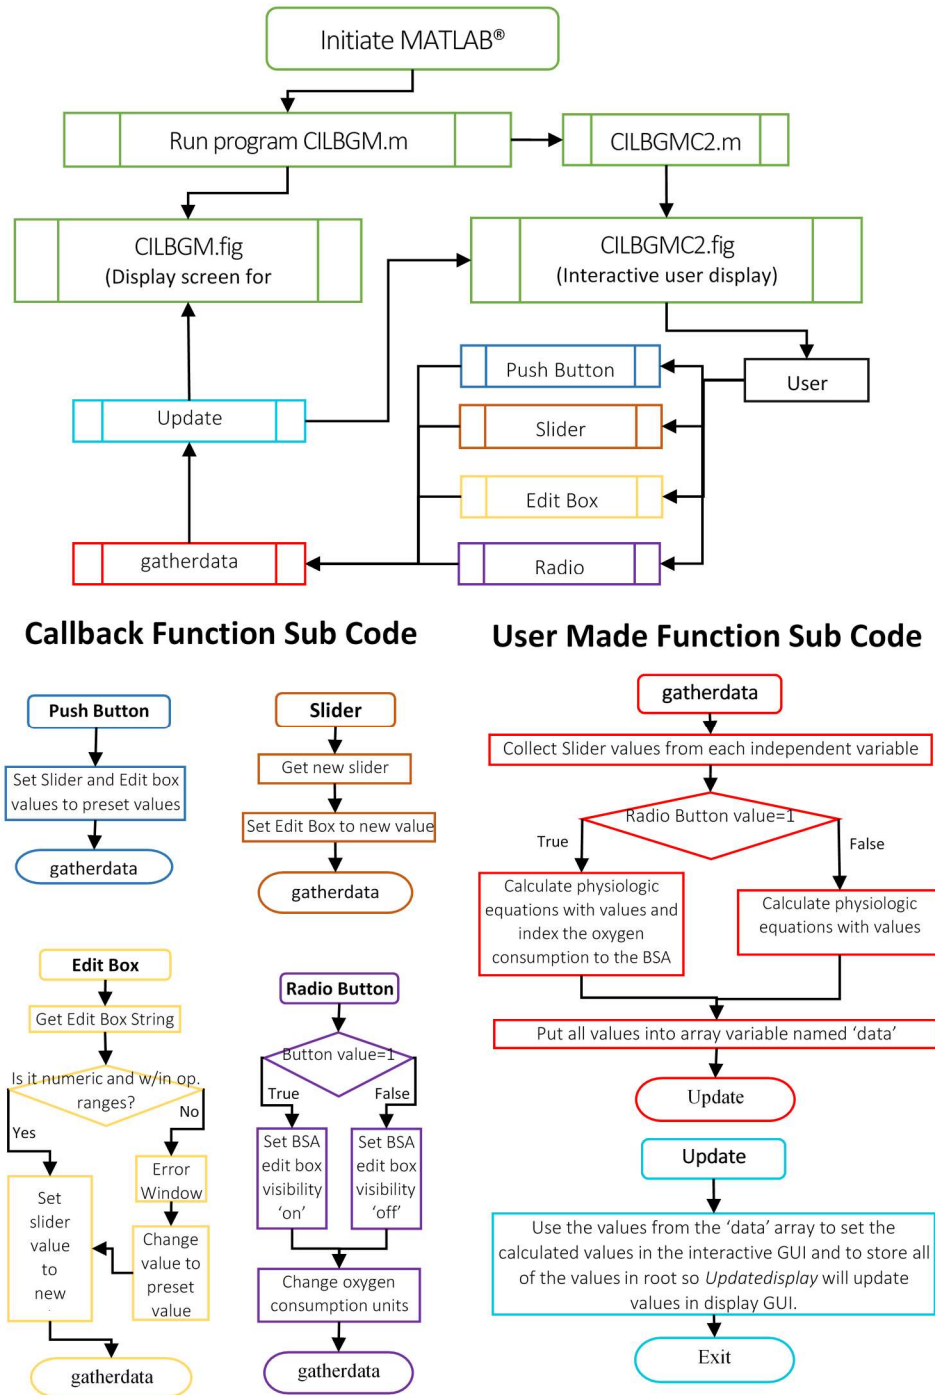 Initiate MATLAB®
Run program CILBGM.m
CILBGMC2.m
CILBGM.fig
(Display screen for
CILBGMC2.fig
(Interactive user display)
Push Button
User
Update
Slider
Edit Box
gatherdata
Radio
Callback Function Sub Code
Push Button
Set Slider and Edit box
values to preset values
gatherdata
Slider
Get new slider
Set Edit Box to new value
gatherdata
Edit Box
Get Edit Box String
Is it numeric and w/in op.
ranges?
Yes
No
Error
Window
Set
slider
value
to
new
Change
value to
preset
value
gatherdata
Radio Button
Button value=1
True
False
Set BSA
edit box
visibility
‘on’
Set BSA
edit box
visibility
‘off’
Change oxygen
consumption units
gatherdata
User Made Function Sub Code
gatherdata
Collect Slider values from each independent variable
Radio Button value=1
True
False
Calculate physiologic
equations with values and
index the oxygen
consumption to the BSA
Calculate physiologic
equations with values
Put all values into array variable named ‘data’
Update
Update
Use the values from the ‘data’ array to set the
calculated values in the interactive GUI and to store all
of the values in root so Updatedisplay will update
values in display GUI.
Exit